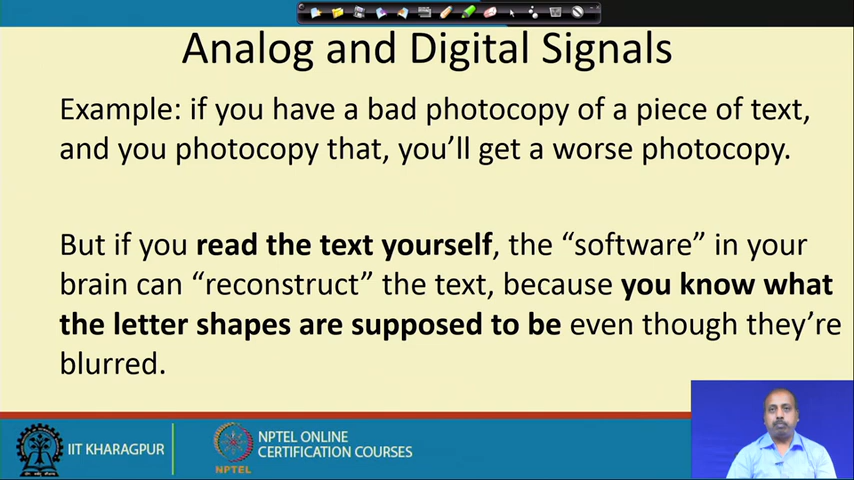 Analog and Digital Signals
Example: if you have a bad photocopy of a piece of text,
and you photocopy that, you’ll get a worse photocopy.
But if you read the text yourself, the “software” in your
brain can “reconstruct” the text, because you know what
the letter shapes are supposed to be even though they’re
blurred.
IIT KHARAGPUR
NPTEL
NPTEL ONLINE
CERTIFICATION COURSES